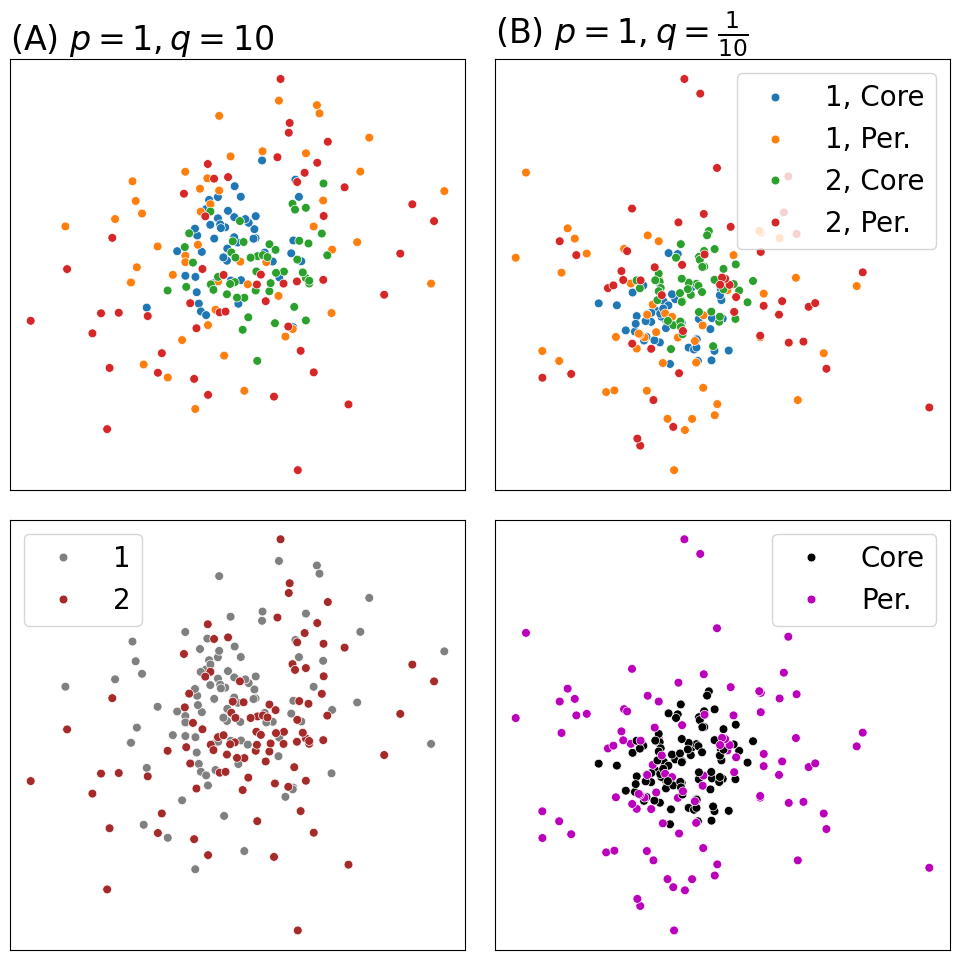 (A) p = 1, q = 10
(B) p = 1, q = 1/10
1, Core
1, Per.
2, Core
2, Per.
1
2
Core
Per.